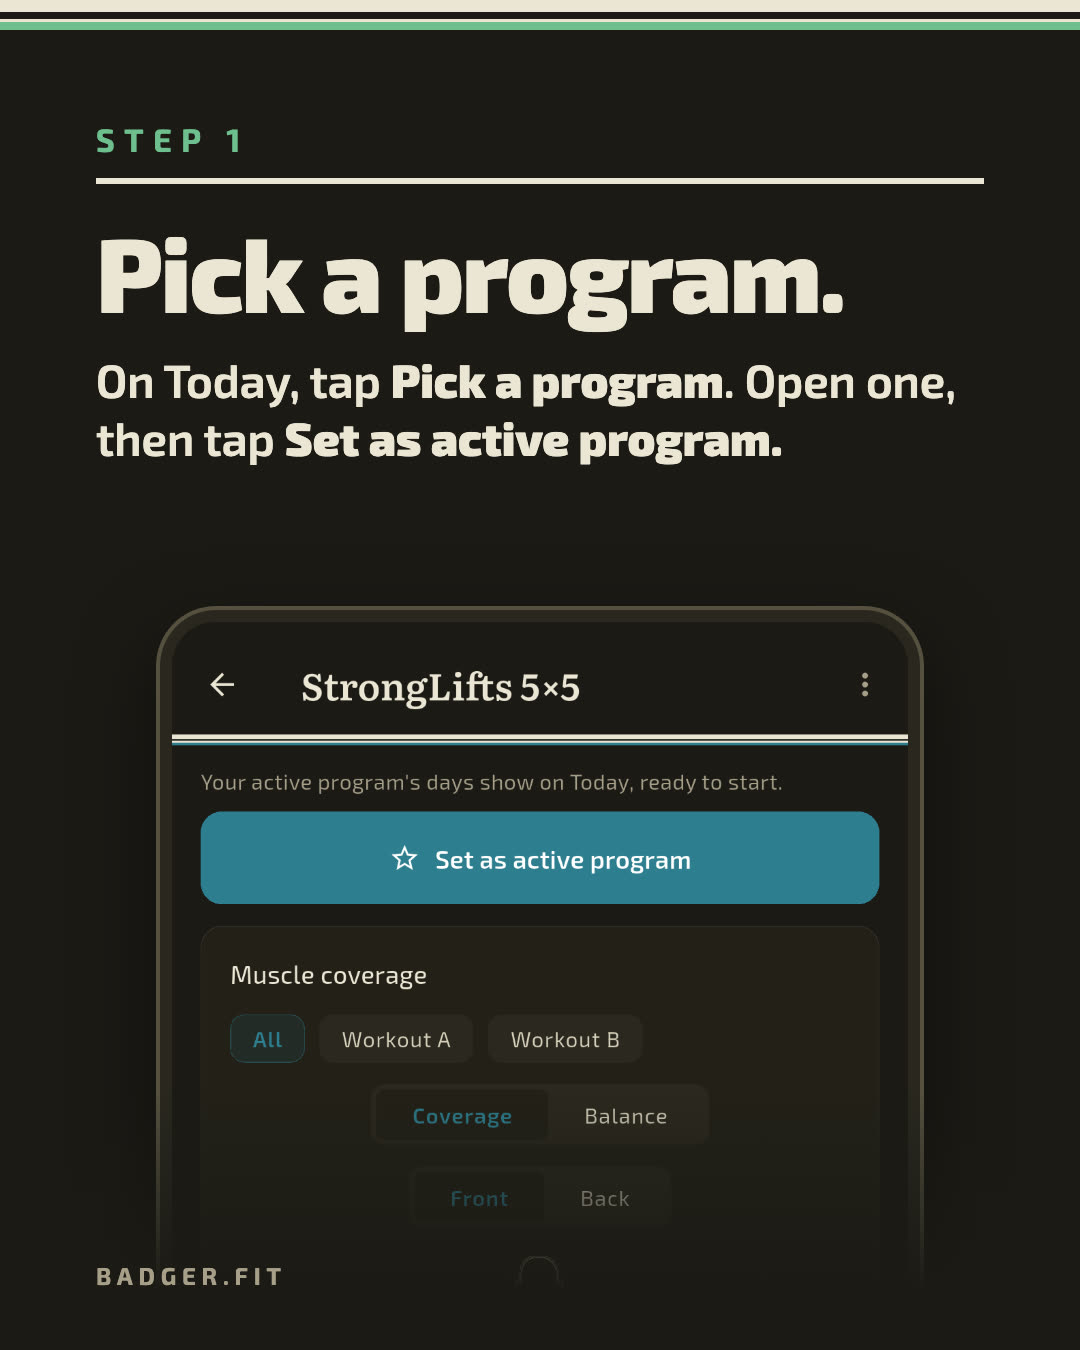 STEP 1
Pick a program.
On Today, tap Pick a program. Open one,
then tap Set as active program.
StrongLifts 5×5
Your active program's days show on Today, ready to start.
Set as active program
Muscle coverage
All Workout A Workout B
Coverage Balance
Front Back
BADGER.FIT